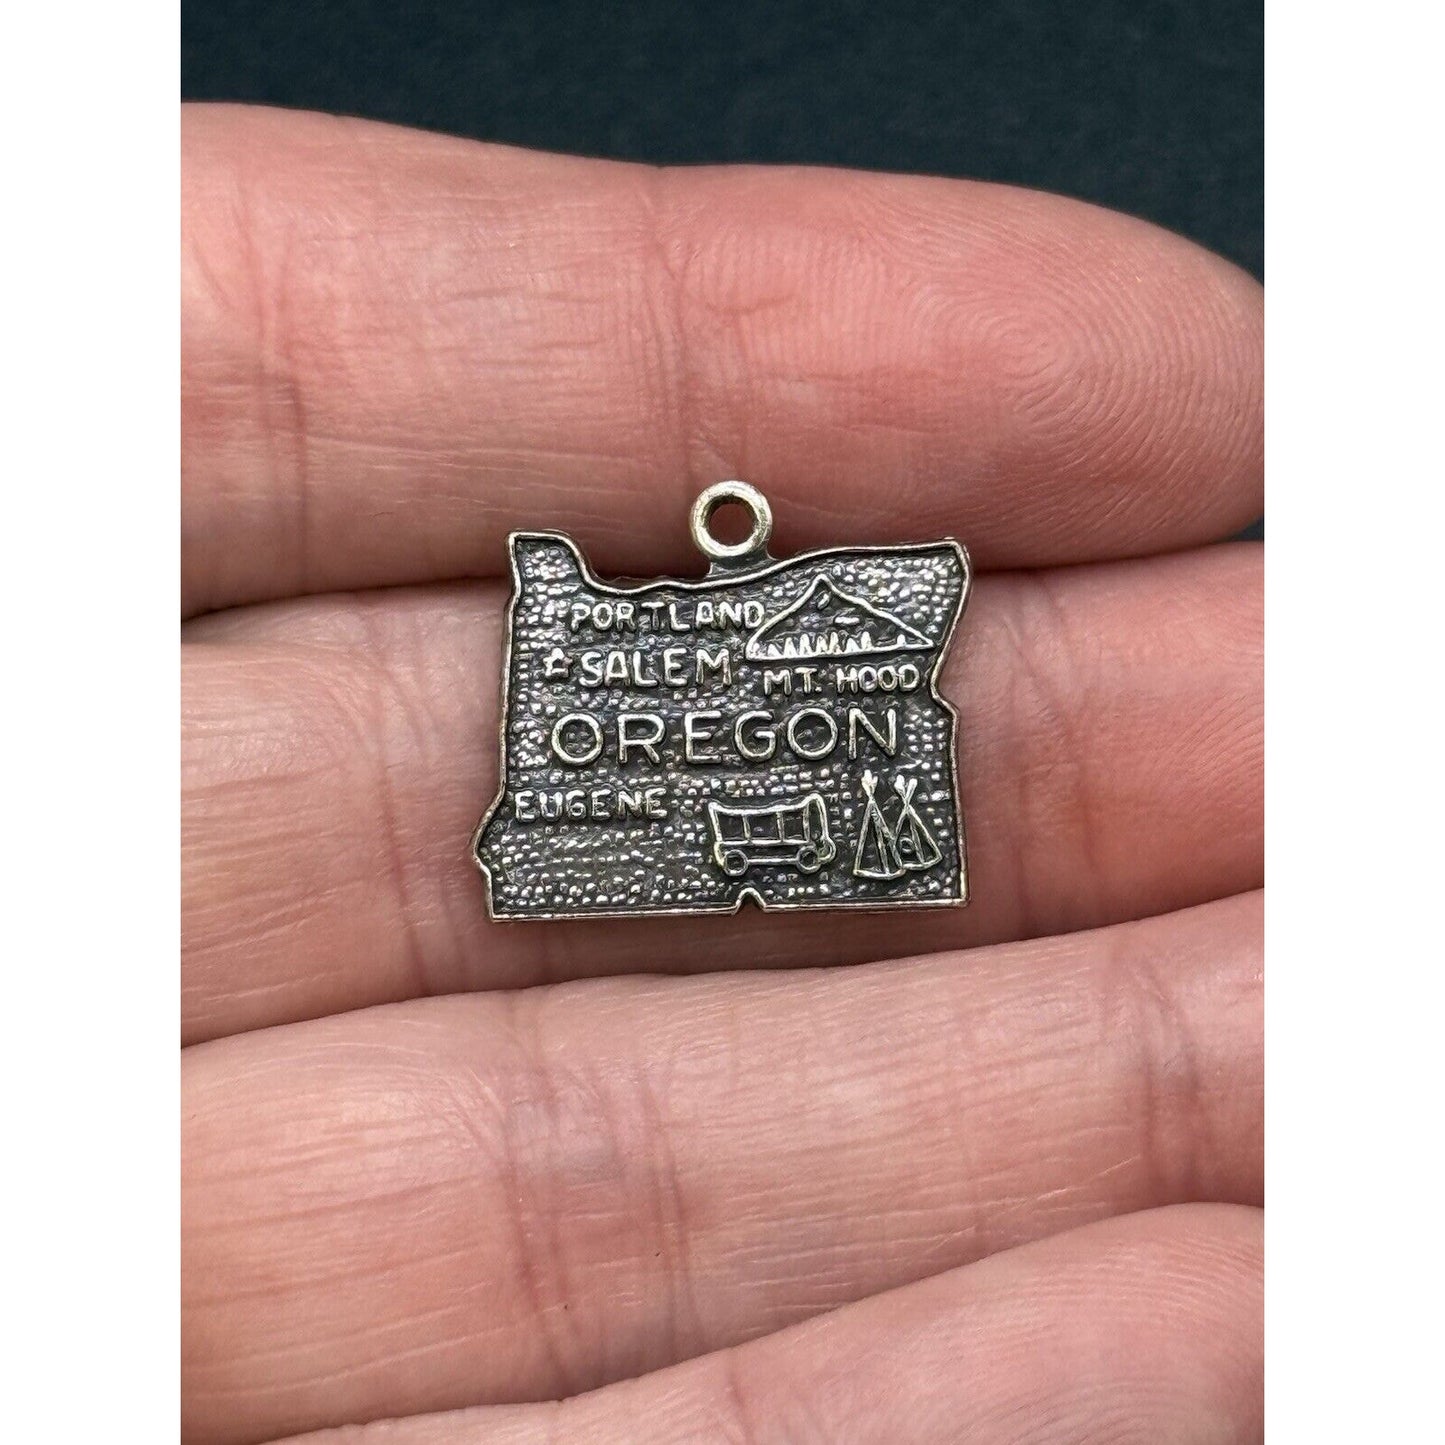 PORTLAND
SALEM
MT. HOOD
OREGON
EUGENE